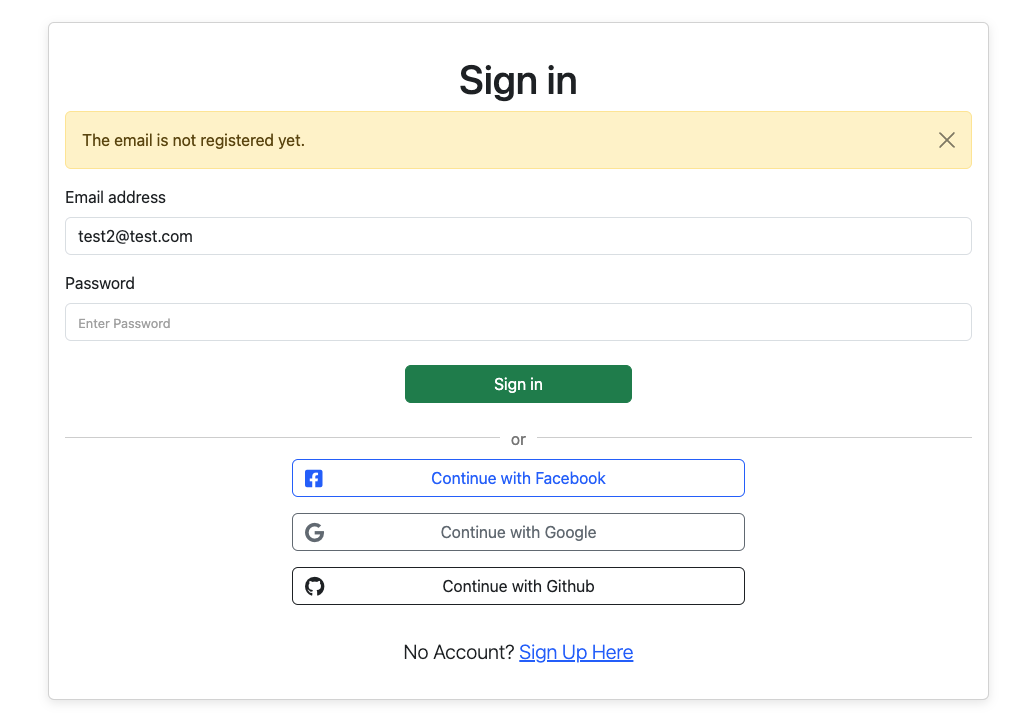 Sign in
The email is not registered yet.
Email address
test2@test.com
Password
Enter Password
Sign in
or
Continue with Facebook
Continue with Google
Continue with Github
No Account? Sign Up Here